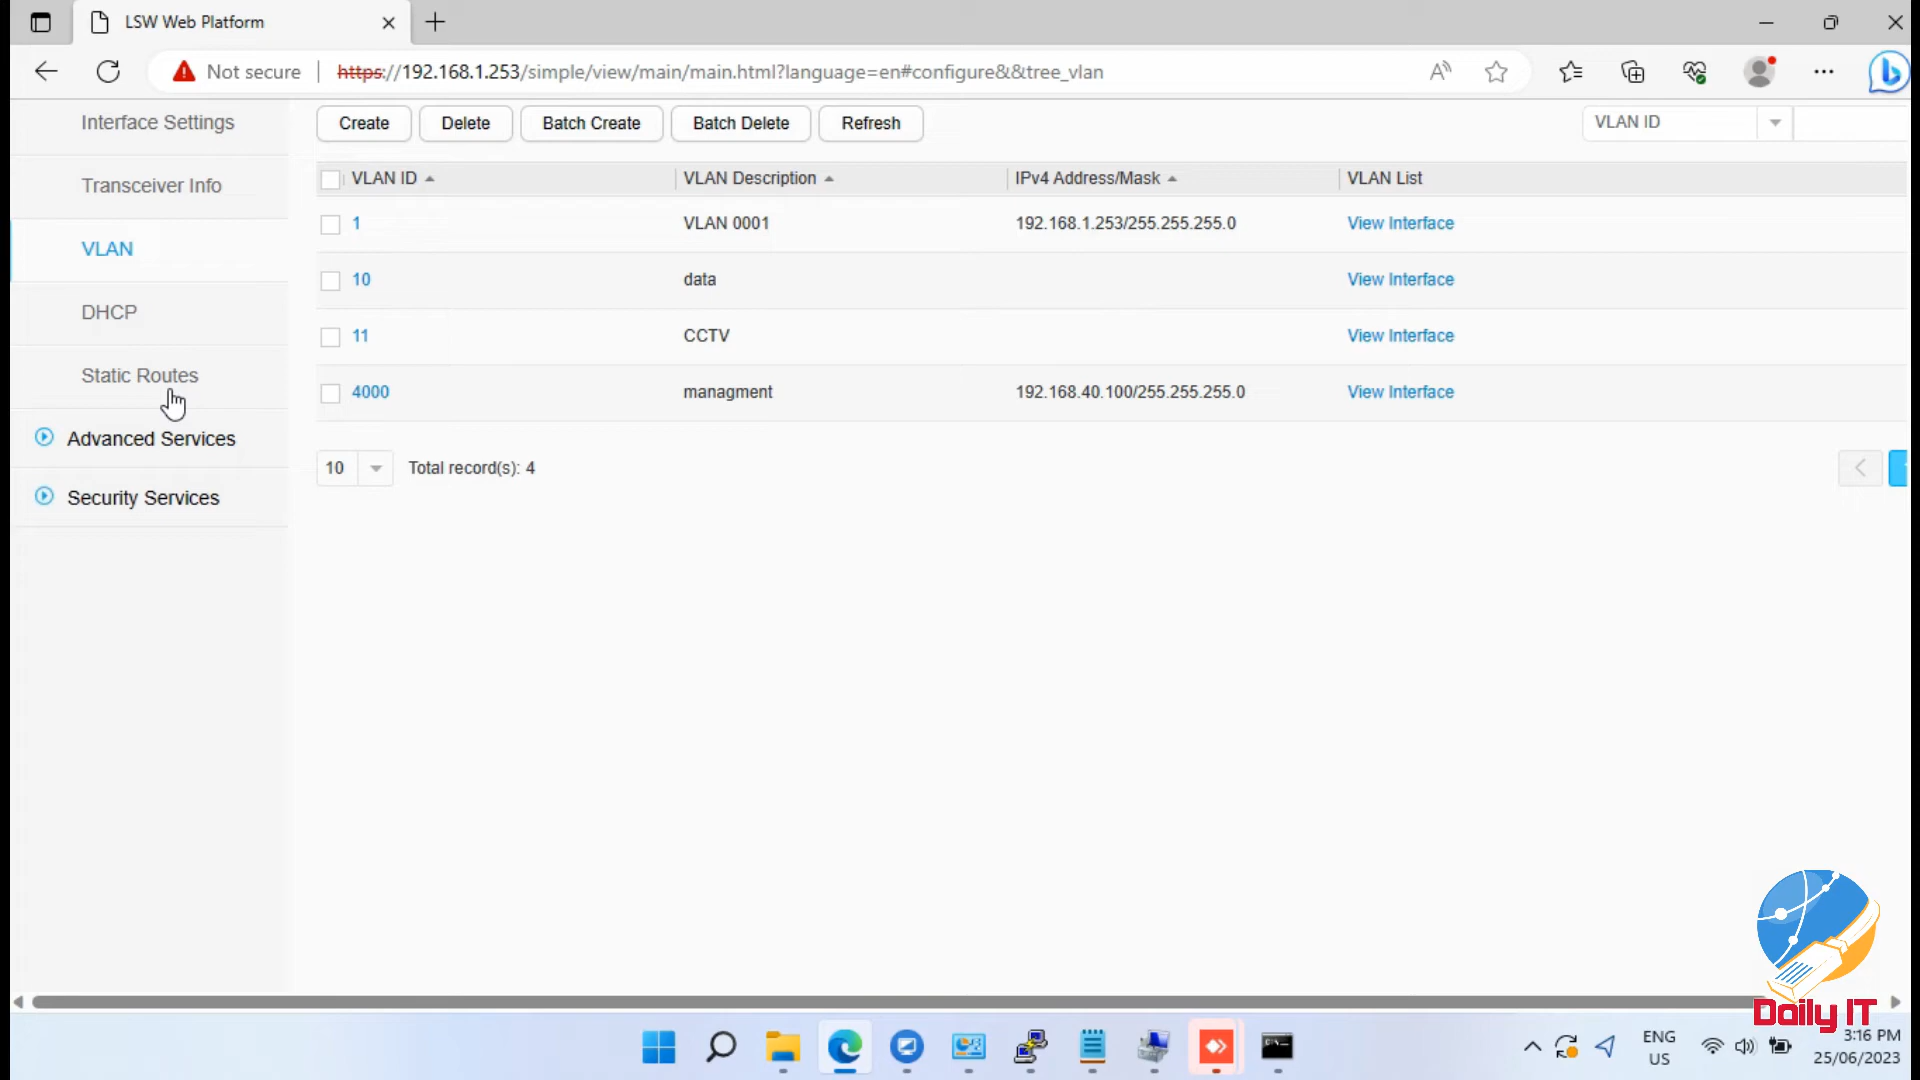 LSW Web Platform
Not secure
https://192.168.1.253/simple/view/main/main.html?language=en#configure&&tree_vlan
Interface Settings
Transceiver Info
VLAN
DHCP
Static Routes
Advanced Services
Security Services
Create
Delete
Batch Create
Batch Delete
Refresh
VLAN ID
VLAN ID VLAN Description IPv4 Address/Mask VLAN List
1 VLAN 0001 192.168.1.253/255.255.255.0 View Interface
10 data View Interface
11 CCTV View Interface
4000 managment 192.168.40.100/255.255.255.0 View Interface
10 Total record(s): 4
Daily IT
ENG
US
3:16 PM
25/06/2023